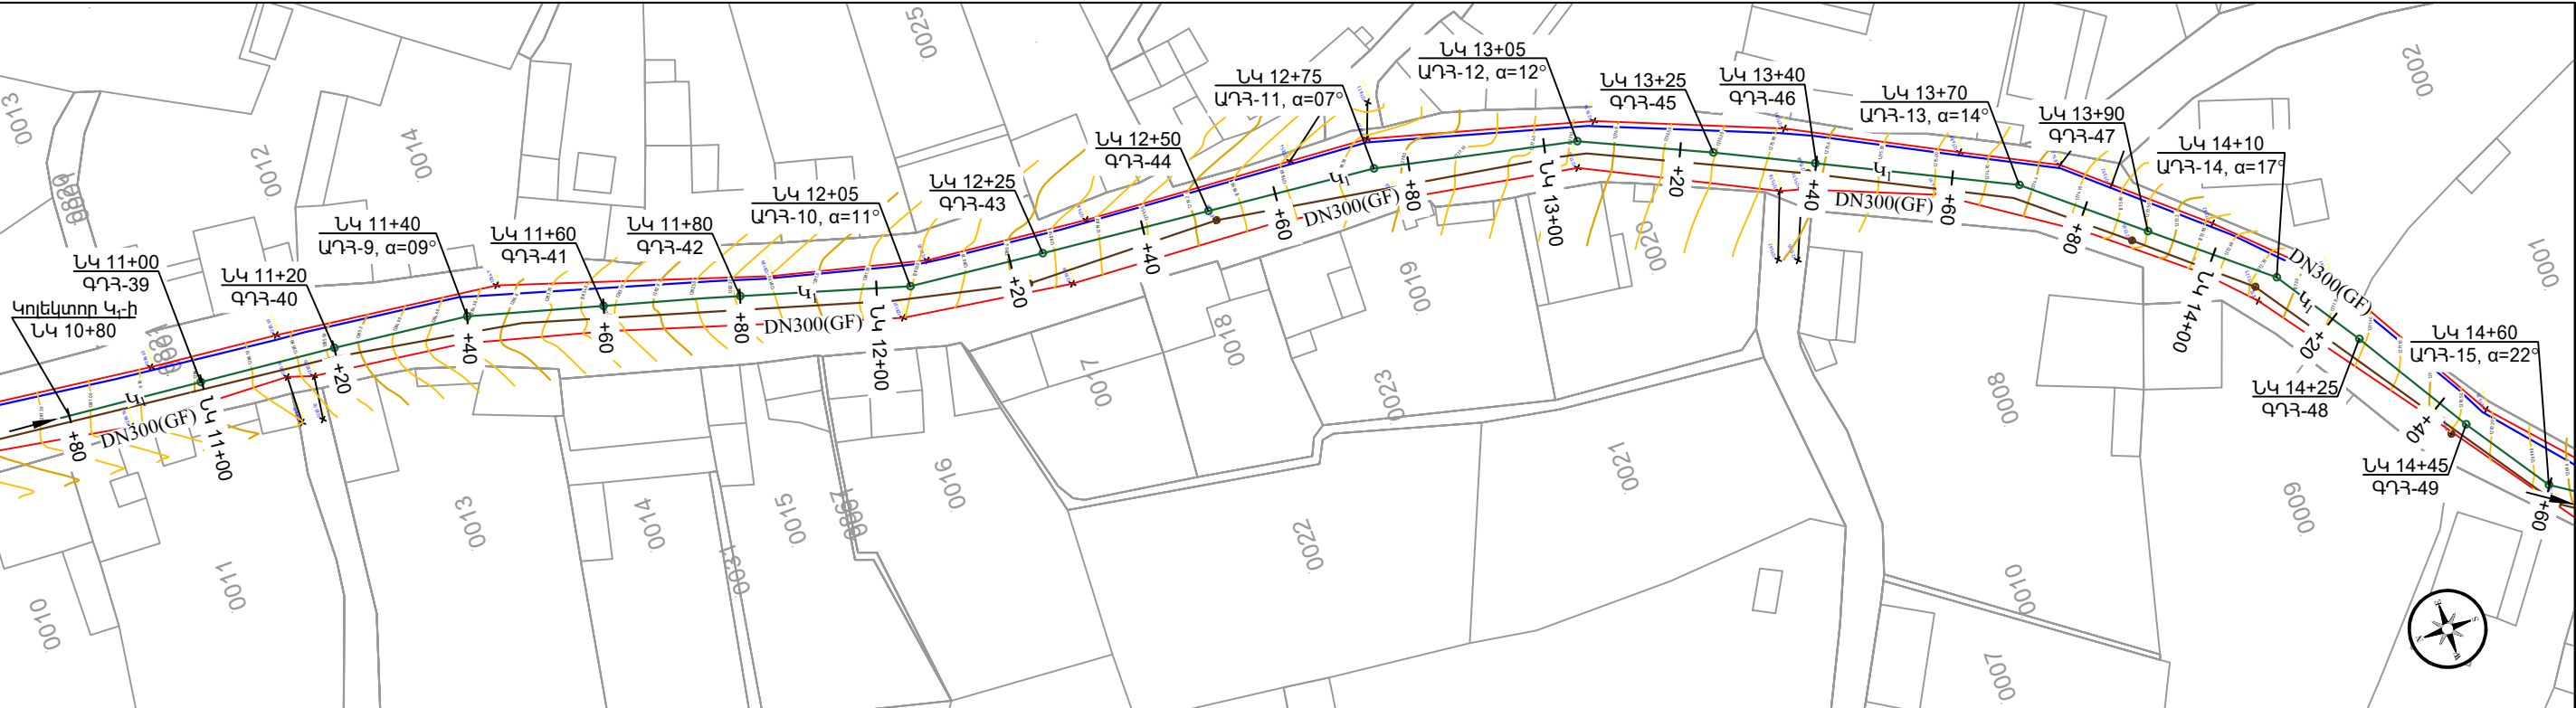 Կոլեկտոր Կ₁-ի
ՆԿ 10+80
ՆԿ 11+00
ԳԴՀ-39
ՆԿ 11+20
ԳԴՀ-40
ՆԿ 11+40
ԱԴՀ-9, α=09°
ՆԿ 11+60
ԳԴՀ-41
ՆԿ 11+80
ԳԴՀ-42
ՆԿ 12+05
ԱԴՀ-10, α=11°
ՆԿ 12+25
ԳԴՀ-43
ՆԿ 12+50
ԳԴՀ-44
ՆԿ 12+75
ԱԴՀ-11, α=07°
ՆԿ 13+05
ԱԴՀ-12, α=12°
ՆԿ 13+25
ԳԴՀ-45
ՆԿ 13+40
ԳԴՀ-46
ՆԿ 13+70
ԱԴՀ-13, α=14°
ՆԿ 13+90
ԳԴՀ-47
ՆԿ 14+10
ԱԴՀ-14, α=17°
ՆԿ 14+25
ԳԴՀ-48
ՆԿ 14+45
ԳԴՀ-49
ՆԿ 14+60
ԱԴՀ-15, α=22°
+80
Կ₁
DN300(GF)
ՆԿ 11+00
+20
+40
+60
+80
Կ₁
DN300(GF)
ՆԿ 12+00
+20
+40
+60
Կ₁
DN300(GF)
+80
ՆԿ 13+00
+20
+40
Կ₁
DN300(GF)
+60
+80
ՆԿ 14+00
DN300(GF)
Կ₁
+20
+40
+60
0013
0012
0014
0025
0002
0001
0020
0019
0018
0017
0023
0008
0009
0016
0015
0014
0013
0011
0010
0031
0022
0021
0010
0007